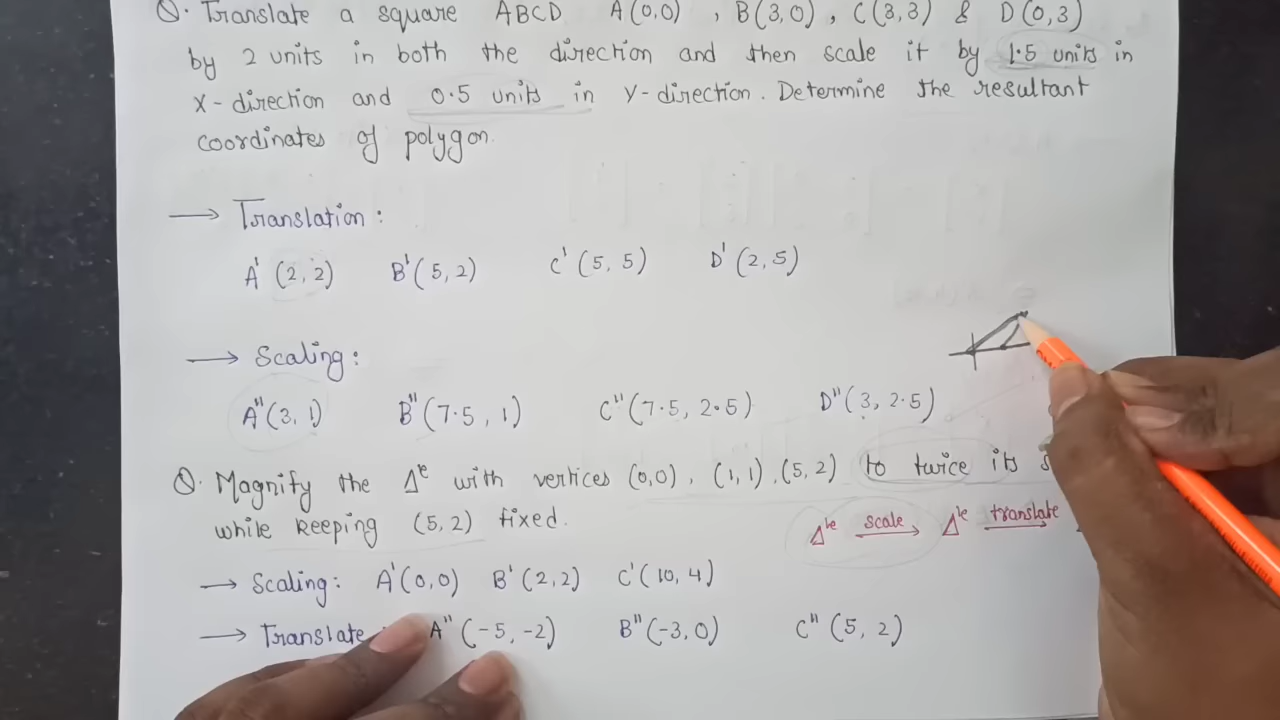 Q. Translate a square ABCD A(0,0), B(3,0), C(3,3) & D(0,3)
by 2 units in both the direction and then scale it by 1.5 units in
x-direction and 0.5 units in y-direction. Determine the resultant
coordinates of polygon.
→ Translation:
A'(2,2) B'(5,2) C'(5,5) D'(2,5)
→ Scaling:
A"(3,1) B"(7.5,1) C"(7.5,2.5) D"(3,2.5)
Q. Magnify the Δle with vertices (0,0), (1,1), (5,2) to twice its
while keeping (5,2) fixed.
Δle scale → Δle translate →
→ Scaling: A'(0,0) B'(2,2) C'(10,4)
→ Translate A"(-5,-2) B"(-3,0) C"(5,2)